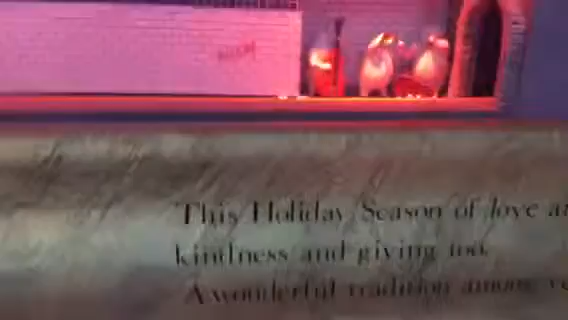 This Holiday Season of love
kindness and giving too.
A wonderful tradition among